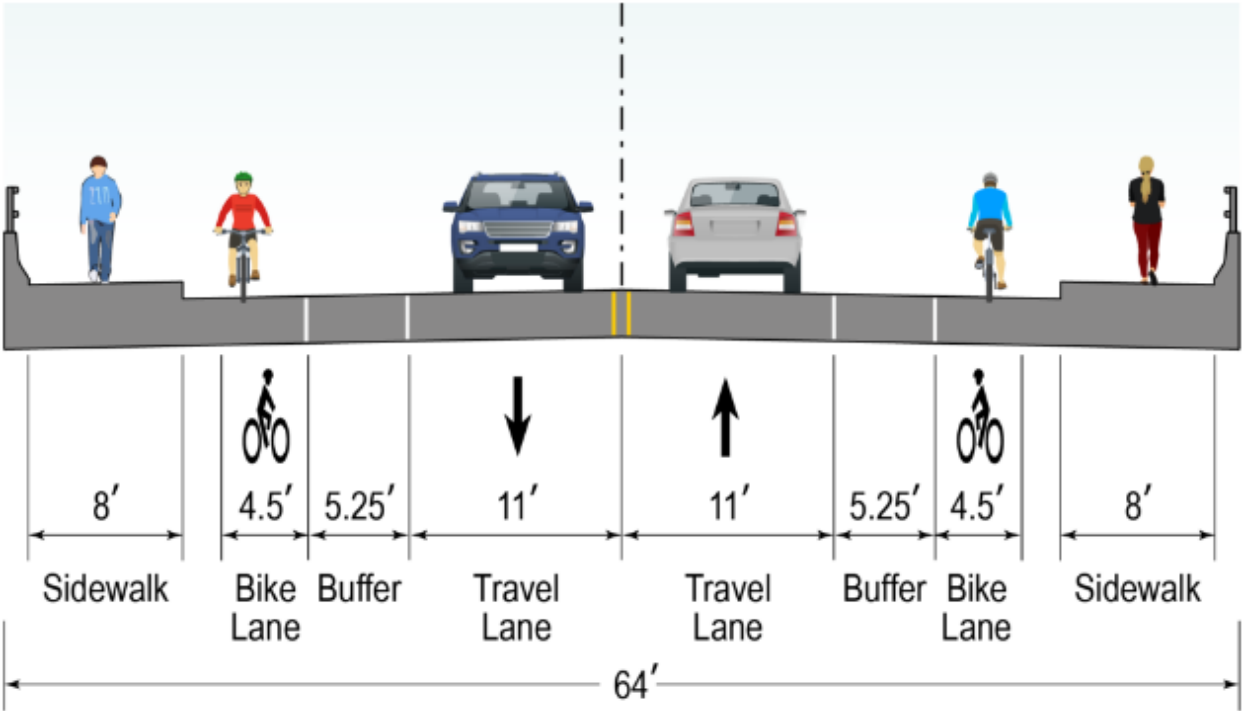 8′ 4.5′ 5.25′ 11′ 11′ 5.25′ 4.5′ 8′
Sidewalk Bike Buffer Travel Travel Buffer Bike Sidewalk
Lane Lane Lane Lane
64′